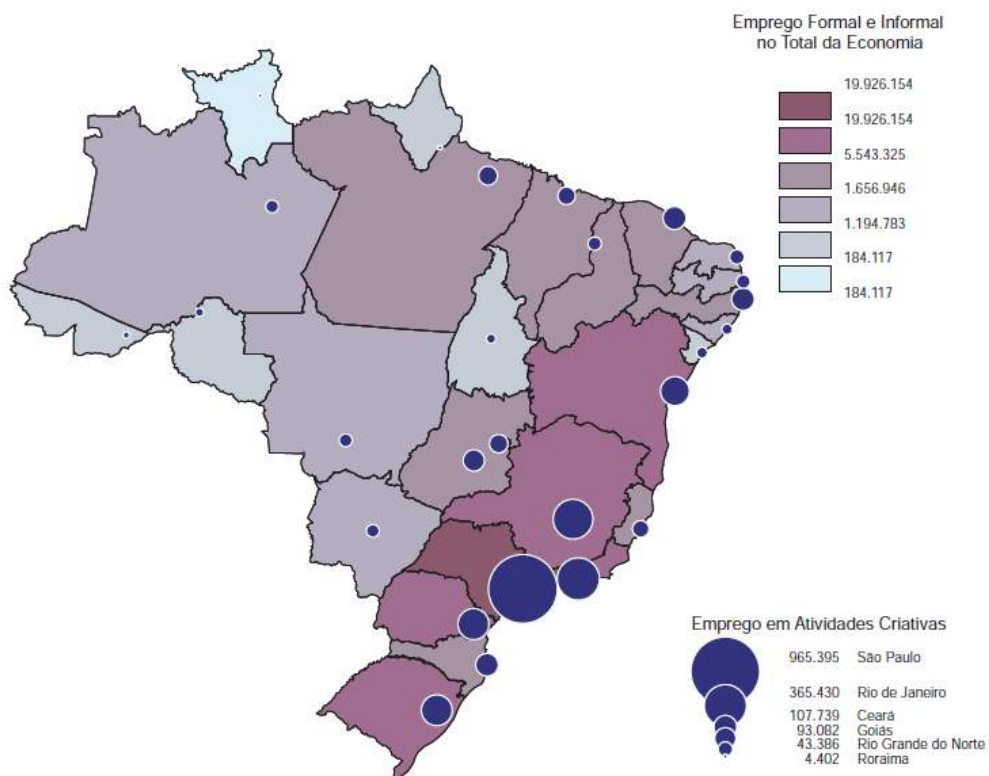 Emprego Formal e Informal
no Total da Economia
19.926.154
19.926.154
5.543.325
1.656.946
1.194.783
184.117
184.117
Emprego em Atividades Criativas
965.395 São Paulo
365.430 Rio de Janeiro
107.739 Ceará
93.082 Goiás
43.386 Rio Grande do Norte
4.402 Roraima